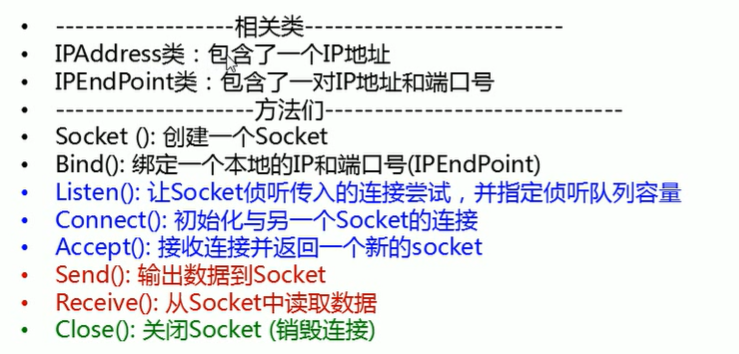 • ------------------相关类--------------------------
• IPAddress类：包含了一个IP地址
• IPEndPoint类：包含了一对IP地址和端口号
• --------------------方法们------------------------------
• Socket (): 创建一个Socket
• Bind(): 绑定一个本地的IP和端口号(IPEndPoint)
• Listen(): 让Socket侦听传入的连接尝试，并指定侦听队列容量
• Connect(): 初始化与另一个Socket的连接
• Accept(): 接收连接并返回一个新的socket
• Send(): 输出数据到Socket
• Receive(): 从Socket中读取数据
• Close(): 关闭Socket (销毁连接)